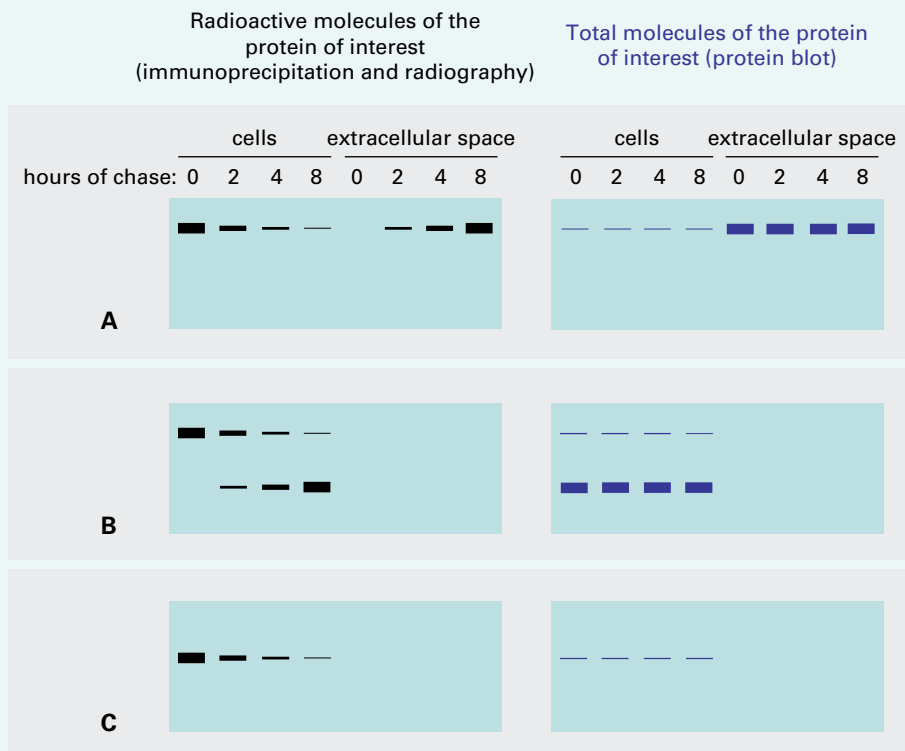 Radioactive molecules of the
protein of interest
(immunoprecipitation and radiography)
Total molecules of the protein
of interest (protein blot)
cells extracellular space cells extracellular space
hours of chase: 0 2 4 8 0 2 4 8 0 2 4 8 0 2 4 8
A
B
C